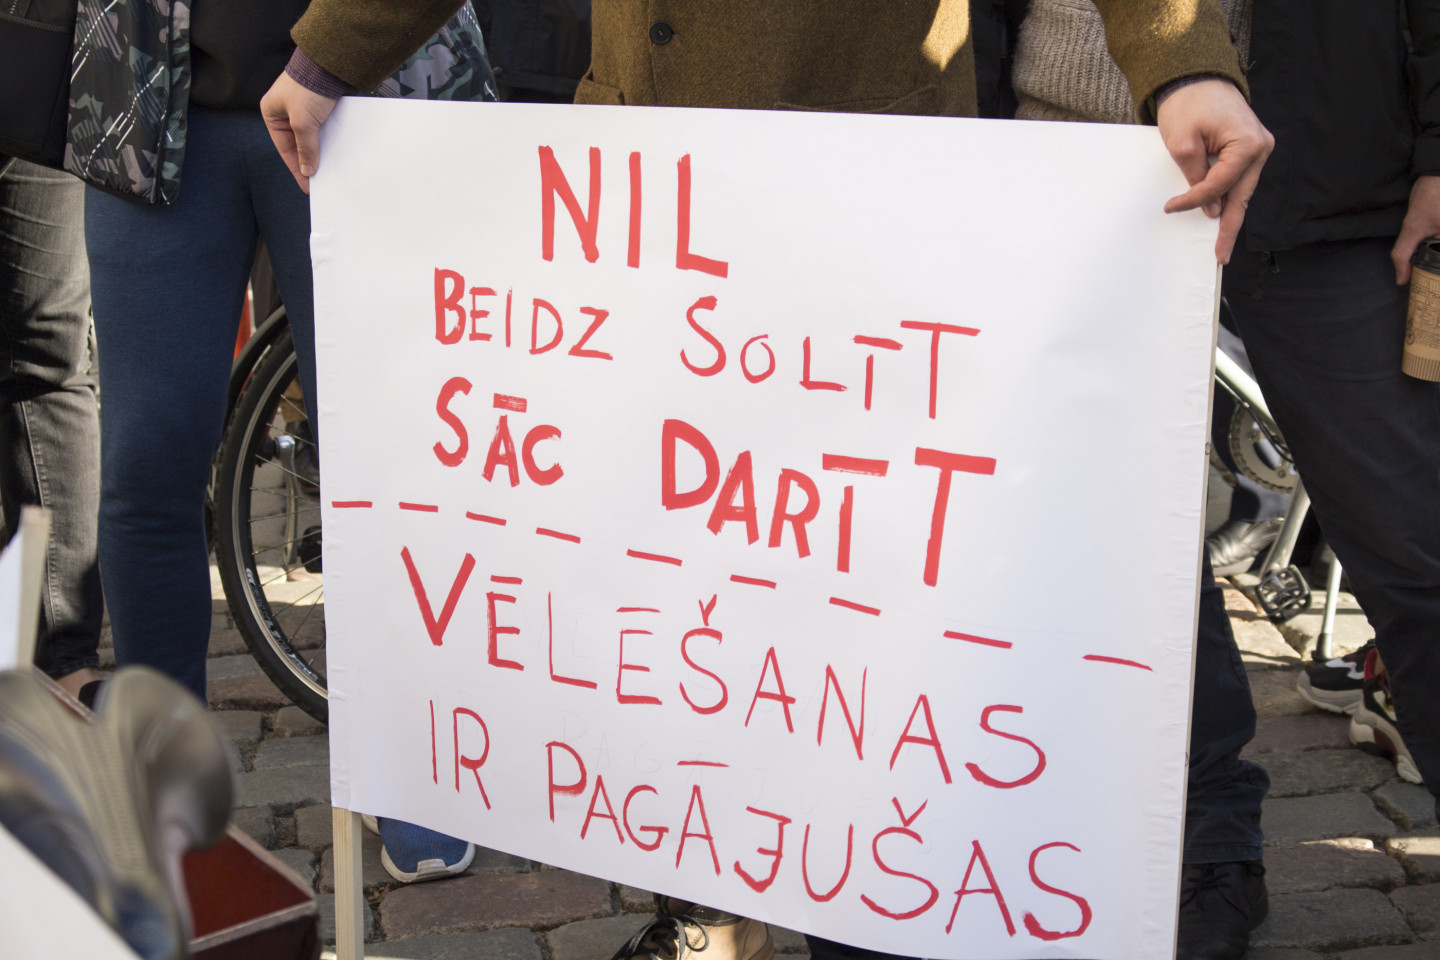 NIL
BEIDZ SOLĪT
SĀC DARĪT
VĒLĒŠANAS
IR PAGĀJUŠAS